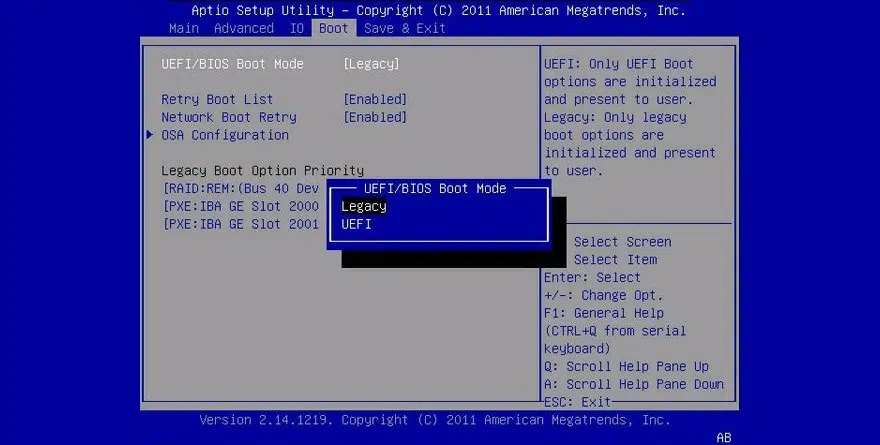 Aptio Setup Utility – Copyright (C) 2011 American Megatrends, Inc.
Main Advanced IO Boot Save & Exit
UEFI/BIOS Boot Mode [Legacy]
Retry Boot List [Enabled]
Network Boot Retry [Enabled]
OSA Configuration
Legacy Boot Option Priority
[RAID:REM:(Bus 40 Dev
[PXE:IBA GE Slot 2000
[PXE:IBA GE Slot 2001
UEFI/BIOS Boot Mode
Legacy
UEFI
UEFI: Only UEFI Boot
options are initialized
and present to user.
Legacy: Only legacy
boot options are
initialized and present
to user.
Select Screen
Select Item
Enter: Select
+/-: Change Opt.
F1: General Help
(CTRL+Q from serial
keyboard)
Q: Scroll Help Pane Up
A: Scroll Help Pane Down
ESC: Exit
Version 2.14.1219. Copyright (C) 2011 American Megatrends, Inc.
AB